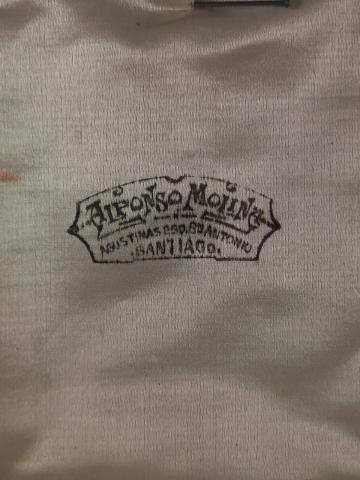 ALFONSO MOLINA
AGUSTINAS ESQ. Sn ANTONIO
SANTIAGO.